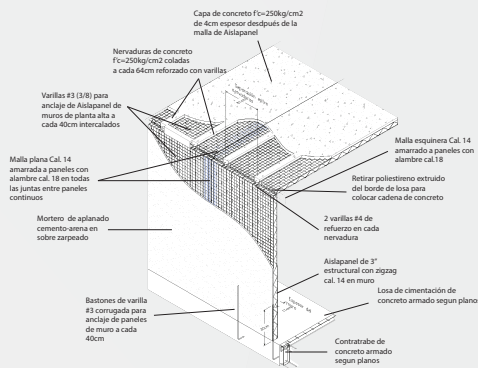 Capa de concreto f'c=250kg/cm2
de 4cm espesor desdpués de la
malla de Aislapanel
Nervaduras de concreto
f'c=250kg/cm2 coladas
a cada 64cm reforzado con varillas
Varillas #3 (3/8) para
anclaje de Aislapanel de
muros de planta alta a
cada 40cm intercalados
Malla plana Cal. 14
amarrada a paneles con
alambre cal. 18 en todas
las juntas entre paneles
continuos
Mortero de aplanado
cemento-arena en
sobre zarpeado
Bastones de varilla
#3 corrugada para
anclaje de paneles
de muro a cada
40cm
Malla esquinera Cal. 14
amarrado a paneles con
alambre cal.18
Retirar poliestireno extruido
del borde de losa para
colocar cadena de concreto
2 varillas #4 de
refuerzo en cada
nervadura
Aislapanel de 3"
estructural con zigzag
cal. 14 en muro
Losa de cimentación de
concreto armado segun planos
Contratrabe de
concreto armado
segun planos